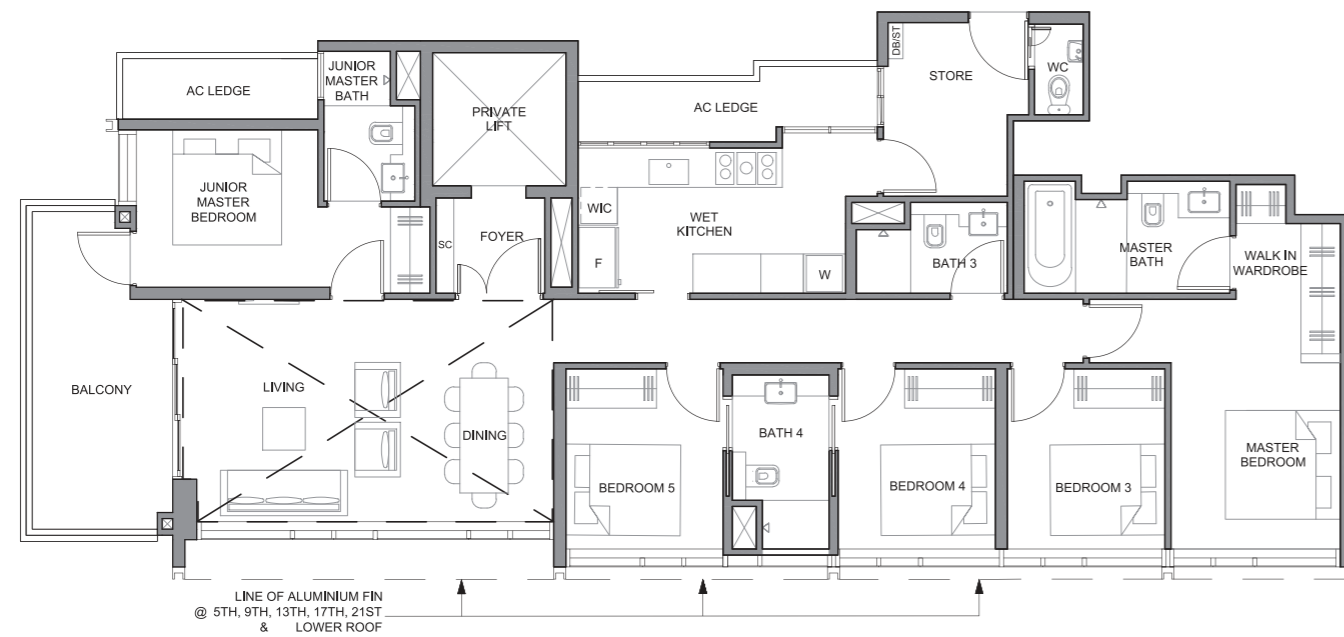 AC LEDGE
JUNIOR
MASTER
BATH
PRIVATE
LIFT
AC LEDGE
DB/ST
STORE
WC
JUNIOR
MASTER
BEDROOM
SC
FOYER
WIC
F
WET
KITCHEN
W
BATH 3
MASTER
BATH
WALK IN
WARDROBE
BALCONY
LIVING
DINING
BEDROOM 5
BATH 4
BEDROOM 4
BEDROOM 3
MASTER
BEDROOM
LINE OF ALUMINIUM FIN
@ 5TH, 9TH, 13TH, 17TH, 21ST
& LOWER ROOF